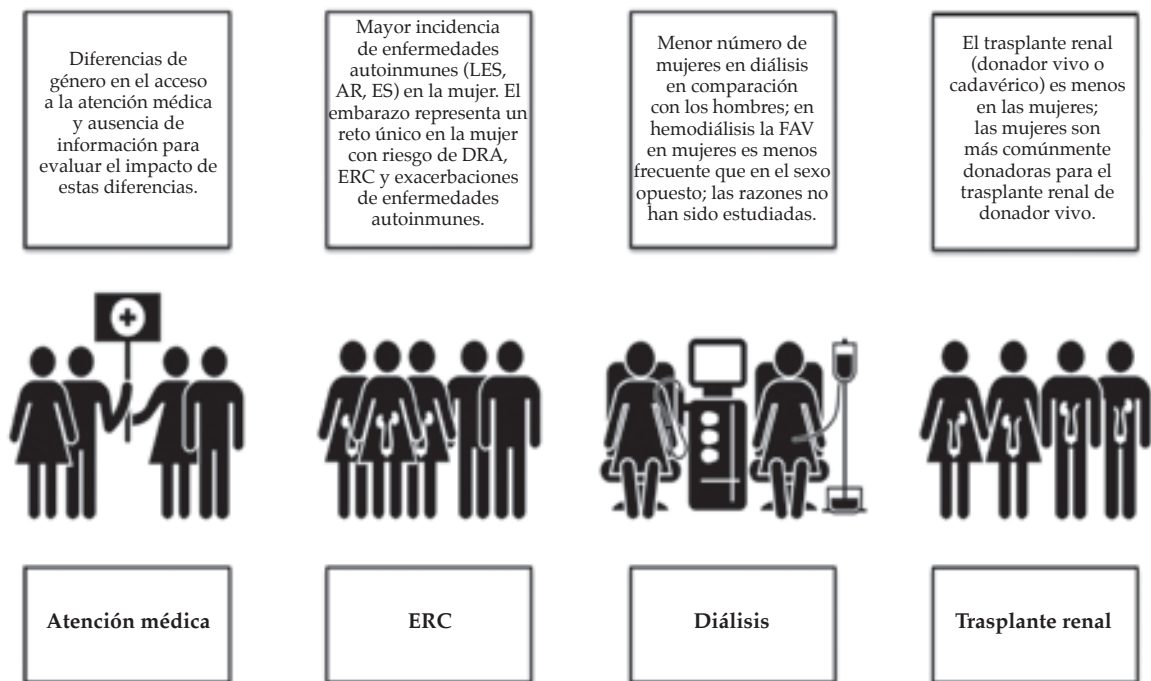 Diferencias de
género en el acceso
a la atención médica
y ausencia de
información para
evaluar el impacto de
estas diferencias.
Mayor incidencia
de enfermedades
autoinmunes (LES,
AR, ES) en la mujer. El
embarazo representa un
reto único en la mujer
con riesgo de DRA,
ERC y exacerbaciones
de enfermedades
autoinmunes.
Menor número de
mujeres en diálisis
en comparación
con los hombres; en
hemodiálisis la FAV
en mujeres es menos
frecuente que en el sexo
opuesto; las razones no
han sido estudiadas.
El trasplante renal
(donador vivo o
cadavérico) es menos
en las mujeres;
las mujeres son
más comúnmente
donadoras para el
trasplante renal de
donador vivo.
Atención médica
ERC
Diálisis
Trasplante renal